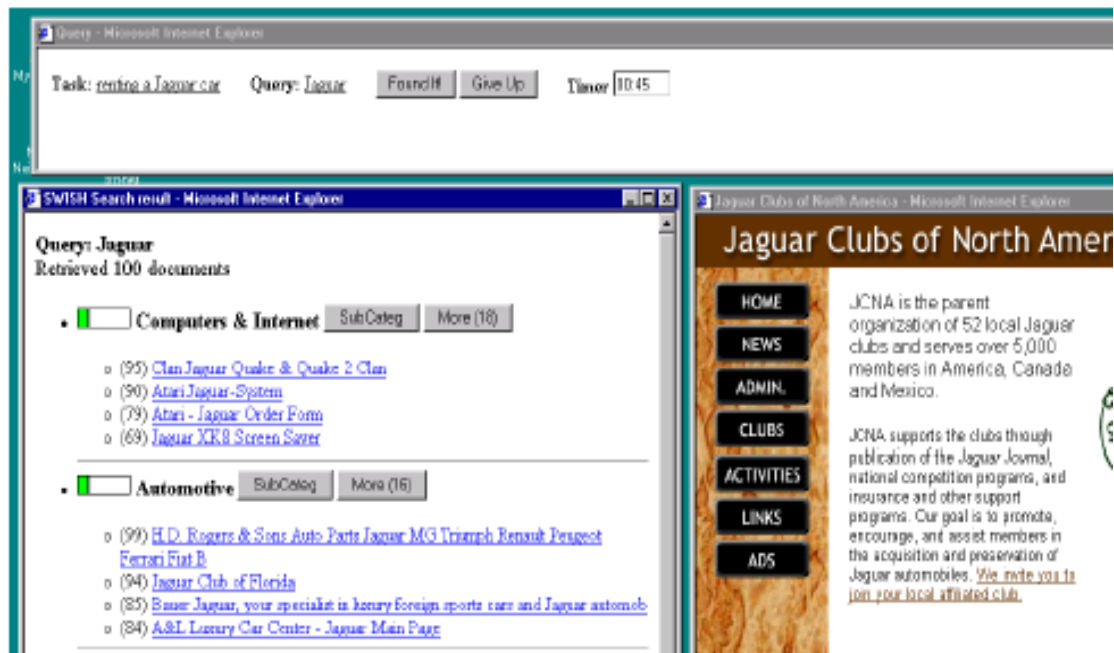 Query - Microsoft Internet Explorer
My
Task: renting a Jaguar car Query: Jaguar Found It! Give Up Timer 10:45
Ne
SWISH Search result - Microsoft Internet Explorer
Query: Jaguar
Retrieved 100 documents
Computers & Internet SubCateg More (18)
(95) Clan Jaguar Quake & Quake 2 Clan
(90) Atari Jaguar-System
(79) Atari - Jaguar Order Form
(69) Jaguar XK8 Screen Saver
Automotive SubCateg More (16)
(99) H.D. Rogers & Sons Auto Parts Jaguar MG Triumph Renault Peugeot
Ferrari Fiat B
(94) Jaguar Club of Florida
(85) Bauer Jaguar, your specialist in luxury foreign sports cars and Jaguar automob
(84) A&L Luxury Car Center - Jaguar Main Page
Jaguar Clubs of North America - Microsoft Internet Explorer
Jaguar Clubs of North Amer
HOME
NEWS
ADMIN.
CLUBS
ACTIVITIES
LINKS
ADS
JCNA is the parent
organization of 52 local Jaguar
clubs and serves over 5,000
members in America, Canada
and Mexico.
JCNA supports the clubs through
publication of the Jaguar Journal,
national competition programs, and
insurance and other support
programs. Our goal is to promote,
encourage, and assist members in
the acquisition and preservation of
Jaguar automobiles. We invite you to
join your local affiliated club.